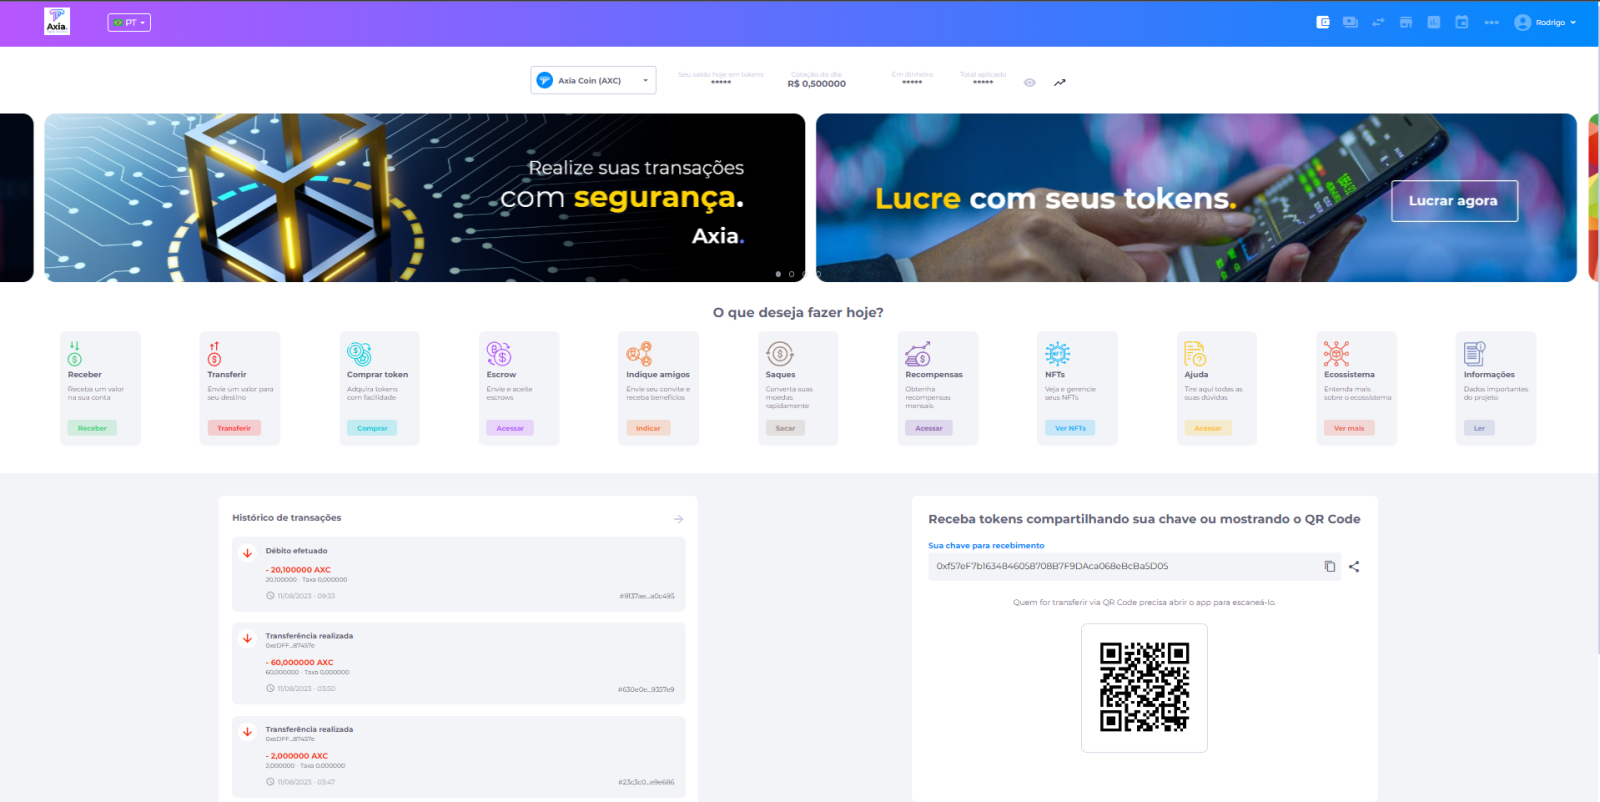 Axia.
PT
Rodrigo
Axia Coin (AXC)
Seu saldo hoje em tokens
*****
Cotação do dia
R$ 0,500000
Em dinheiro
*****
Total aplicado
*****
Realize suas transações
com segurança.
Axia.
Lucre com seus tokens.
Lucrar agora
O que deseja fazer hoje?
Receber
Receba um valor
na sua conta
Receber
Transferir
Envie um valor para
seu destino
Transferir
Comprar token
Adquira tokens
com facilidade
Comprar
Escrow
Envie e aceite
escrows
Acessar
Indique amigos
Envie seu convite e
receba benefícios
Indicar
Saques
Converta suas
moedas
rapidamente
Sacar
Recompensas
Obtenha
recompensas
mensais
Acessar
NFT
NFTs
Veja e gerencie
seus NFTs
Ver NFTs
Ajuda
Tire aqui todas as
suas dúvidas
Acessar
Ecossistema
Entenda mais
sobre o ecossistema
Ver mais
Informações
Dados importantes
do projeto
Ler
Histórico de transações
Débito efetuado
- 20,100000 AXC
20,100000 - Taxa 0,000000
11/08/2023 - 09:33
#9137ae...a0c495
Transferência realizada
0xeDFF...87457e
- 60,000000 AXC
60,000000 - Taxa 0,000000
11/08/2023 - 03:50
#630e0e...9357e9
Transferência realizada
0xeDFF...87457e
- 2,000000 AXC
2,000000 - Taxa 0,000000
11/08/2023 - 03:47
#23c3c0...e9e686
Receba tokens compartilhando sua chave ou mostrando o QR Code
Sua chave para recebimento
0xf57eF7b1634846058708B7F9DAca068eBcBa5D05
Quem for transferir via QR Code precisa abrir o app para escaneá-lo.